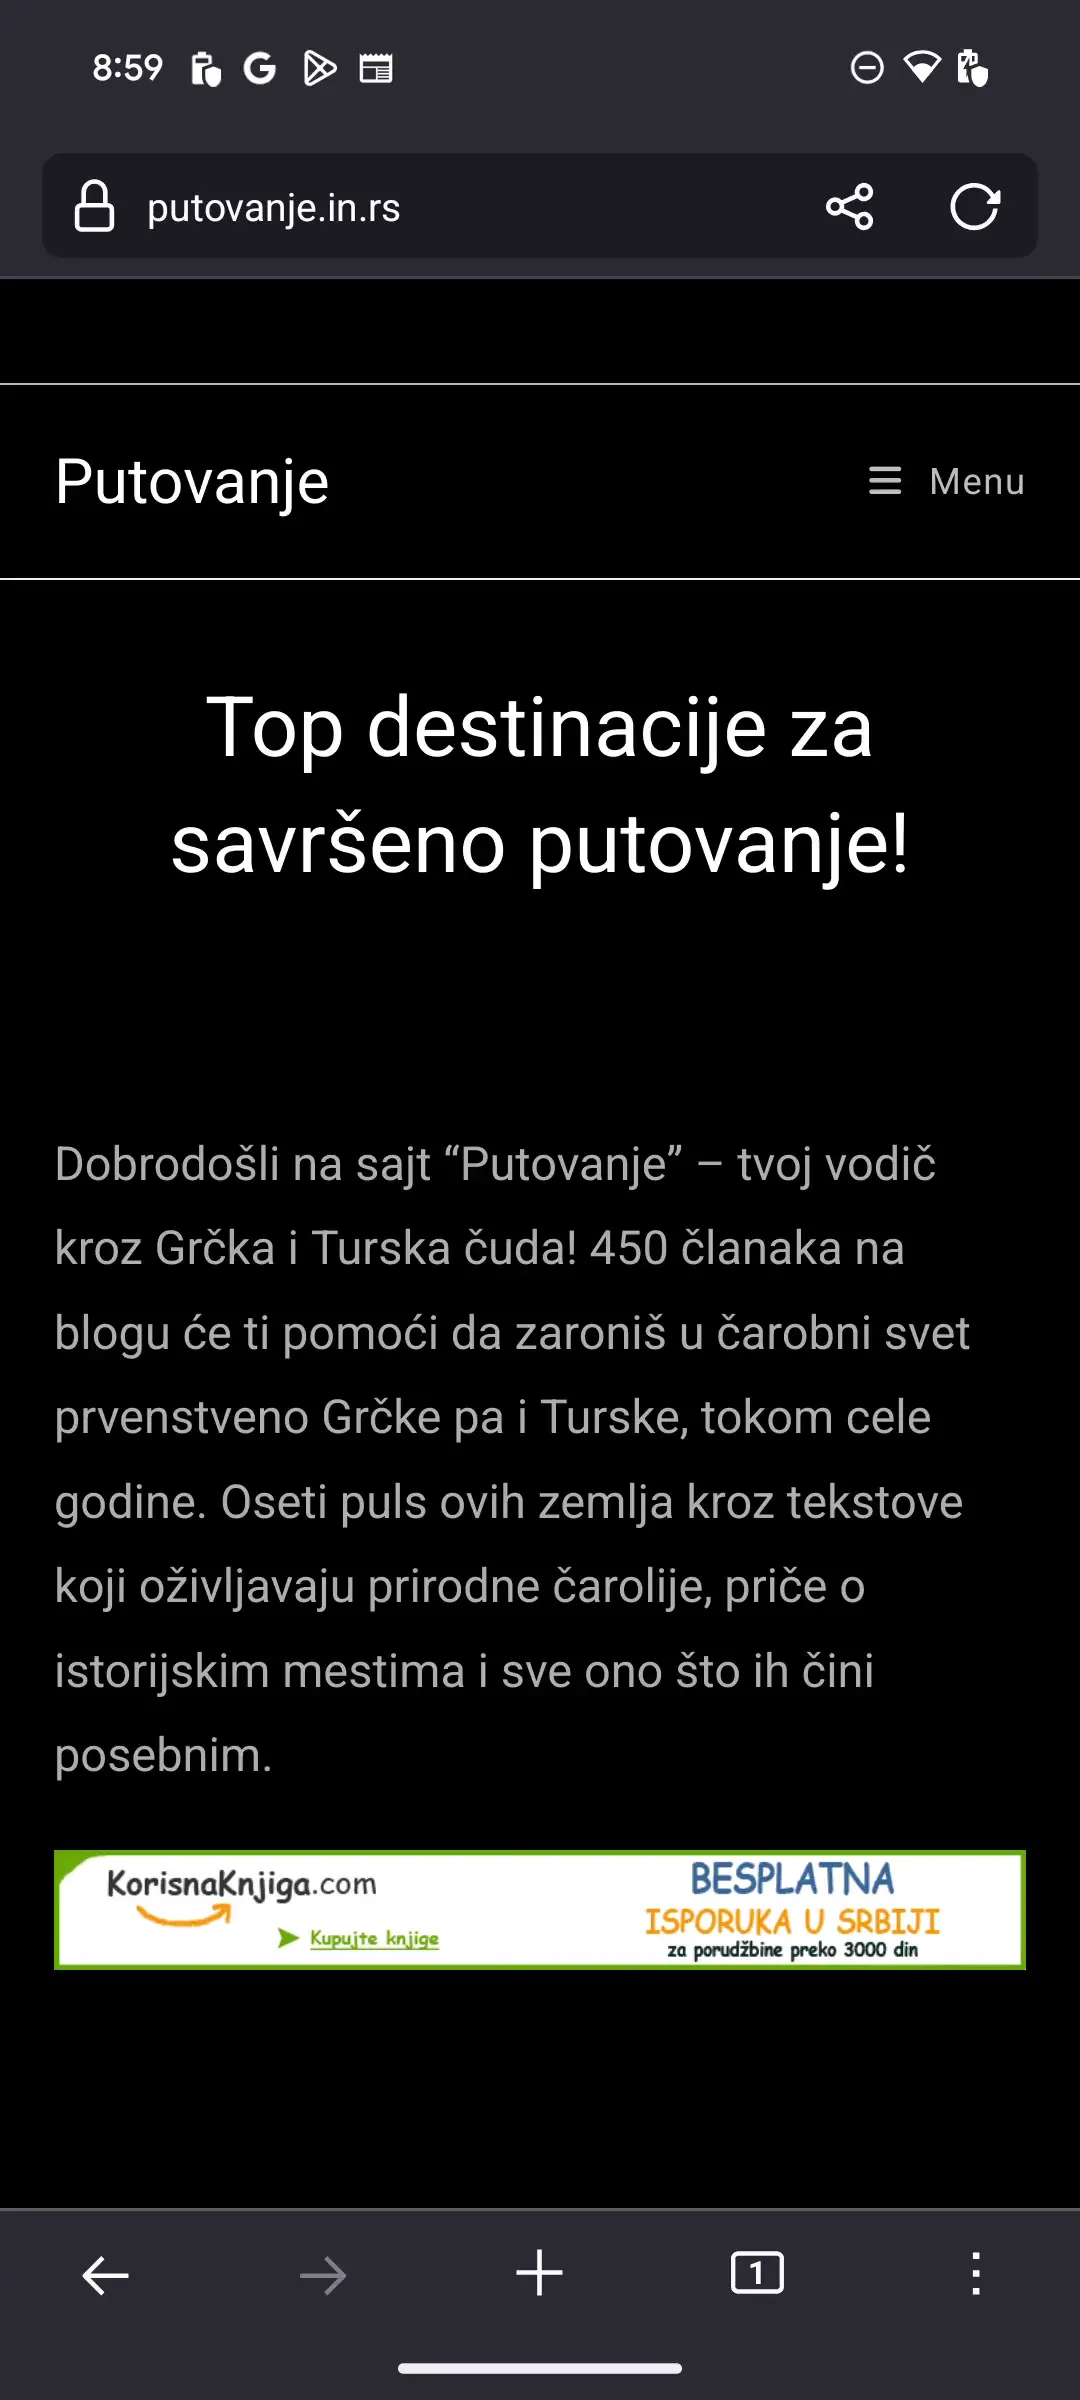 8:59
putovanje.in.rs
Putovanje
Menu
Top destinacije za
savršeno putovanje!
Dobrodošli na sajt “Putovanje” – tvoj vodič
kroz Grčka i Turska čuda! 450 članaka na
blogu će ti pomoći da zaroniš u čarobni svet
prvenstveno Grčke pa i Turske, tokom cele
godine. Oseti puls ovih zemlja kroz tekstove
koji oživljavaju prirodne čarolije, priče o
istorijskim mestima i sve ono što ih čini
posebnim.
KorisnaKnjiga.com
Kupujte knjige
BESPLATNA
ISPORUKA U SRBIJI
za porudžbine preko 3000 din
1